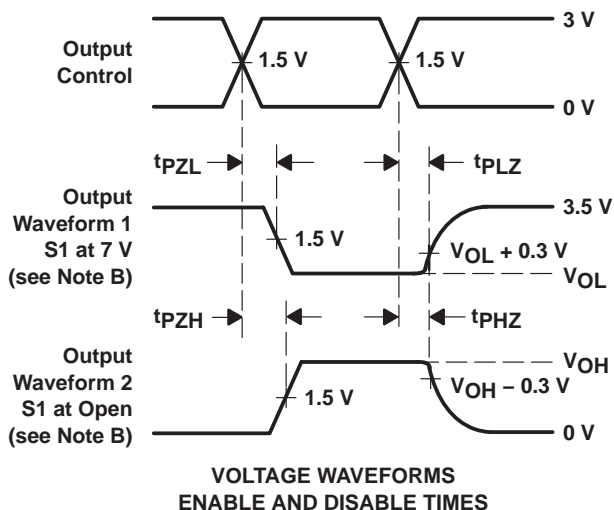 3 V
Output
Control
1.5 V
1.5 V
0 V
tPZL
tPLZ
Output
Waveform 1
S1 at 7 V
(see Note B)
3.5 V
1.5 V
VOL + 0.3 V
VOL
tPZH
tPHZ
Output
Waveform 2
S1 at Open
(see Note B)
VOH
1.5 V
VOH − 0.3 V
0 V
VOLTAGE WAVEFORMS
ENABLE AND DISABLE TIMES